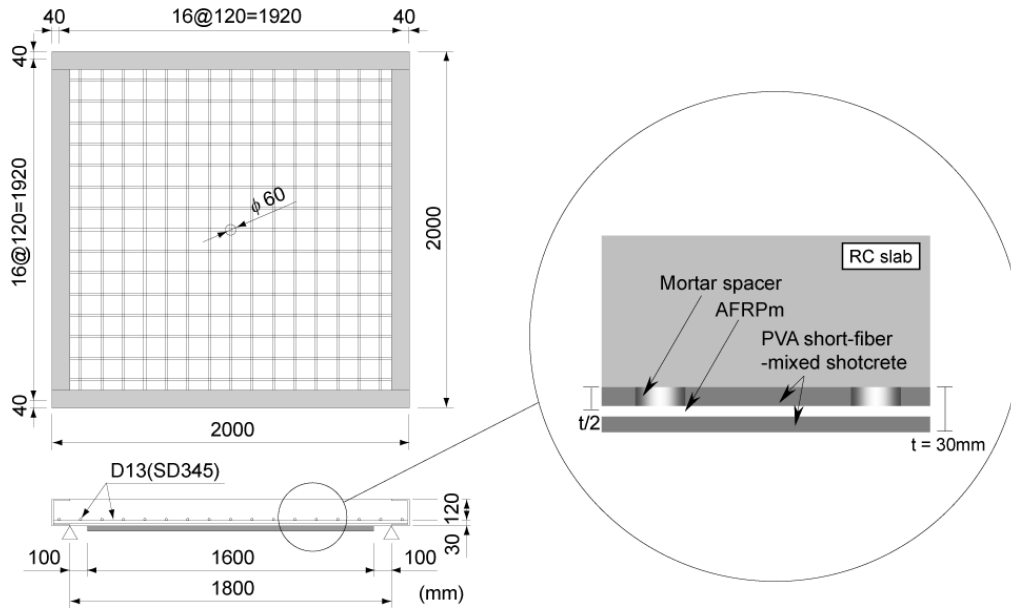 40
16@120=1920
40
40
16@120=1920
φ 60
2000
40
2000
RC slab
Mortar spacer
AFRPm
PVA short-fiber
-mixed shotcrete
t/2
t = 30mm
D13(SD345)
120
30
100
1600
100
1800
(mm)